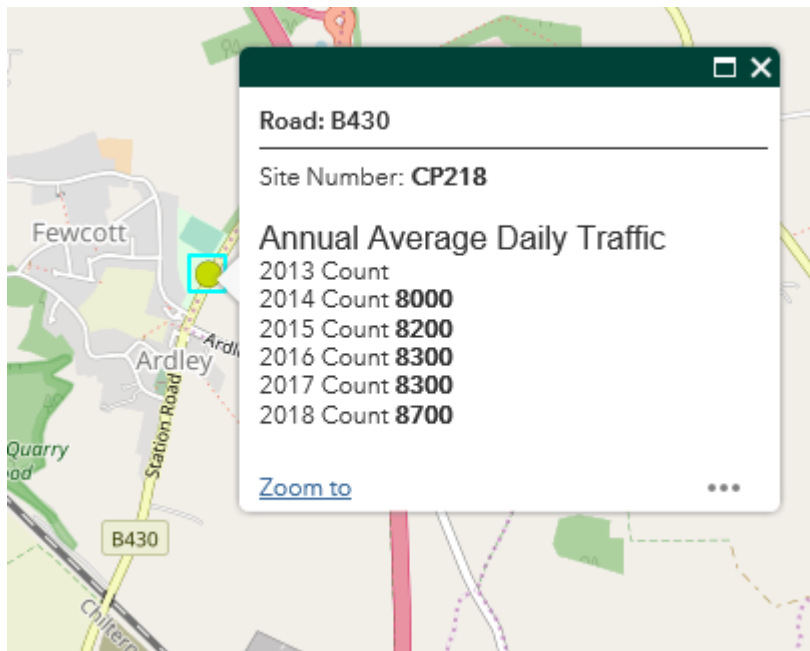 Road: B430
Site Number: CP218
Annual Average Daily Traffic
2013 Count
2014 Count 8000
2015 Count 8200
2016 Count 8300
2017 Count 8300
2018 Count 8700
Zoom to
Fewcott
Ardley
Station Road
Quarry
B430